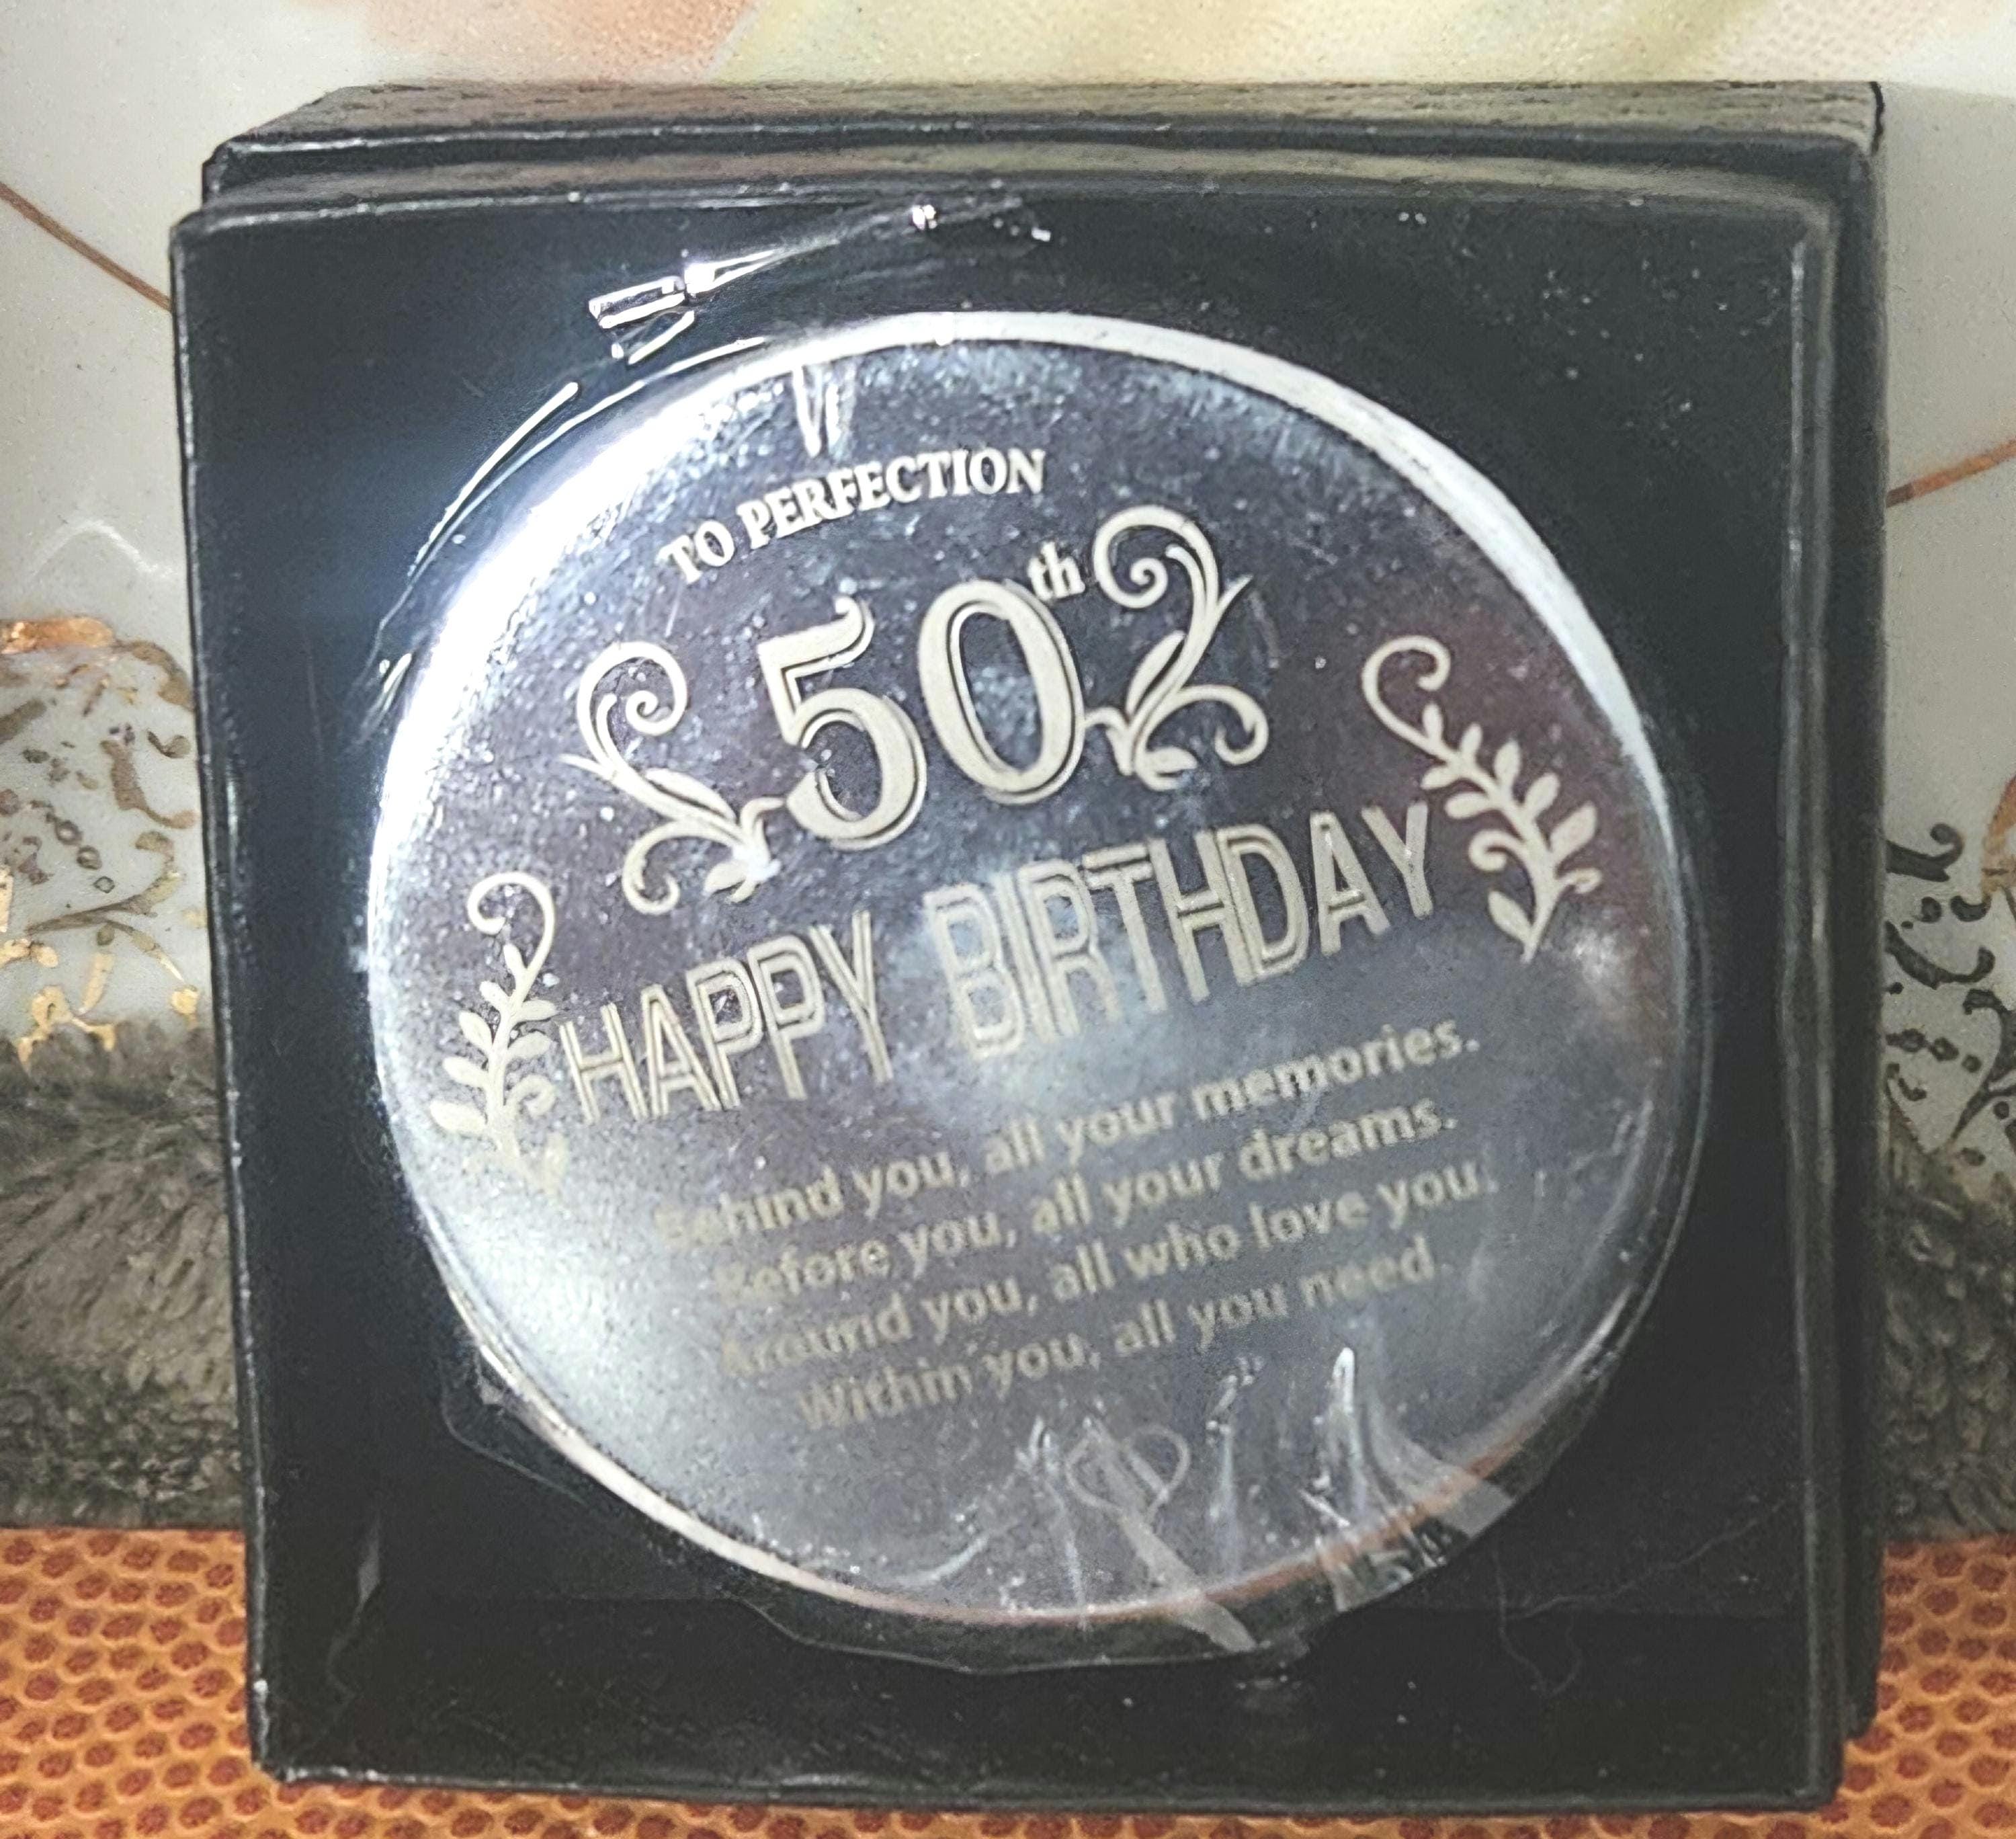 TO PERFECTION
50th
HAPPY BIRTHDAY
Behind you, all your memories.
Before you, all your dreams.
Around you, all who love you.
Within you, all you need.